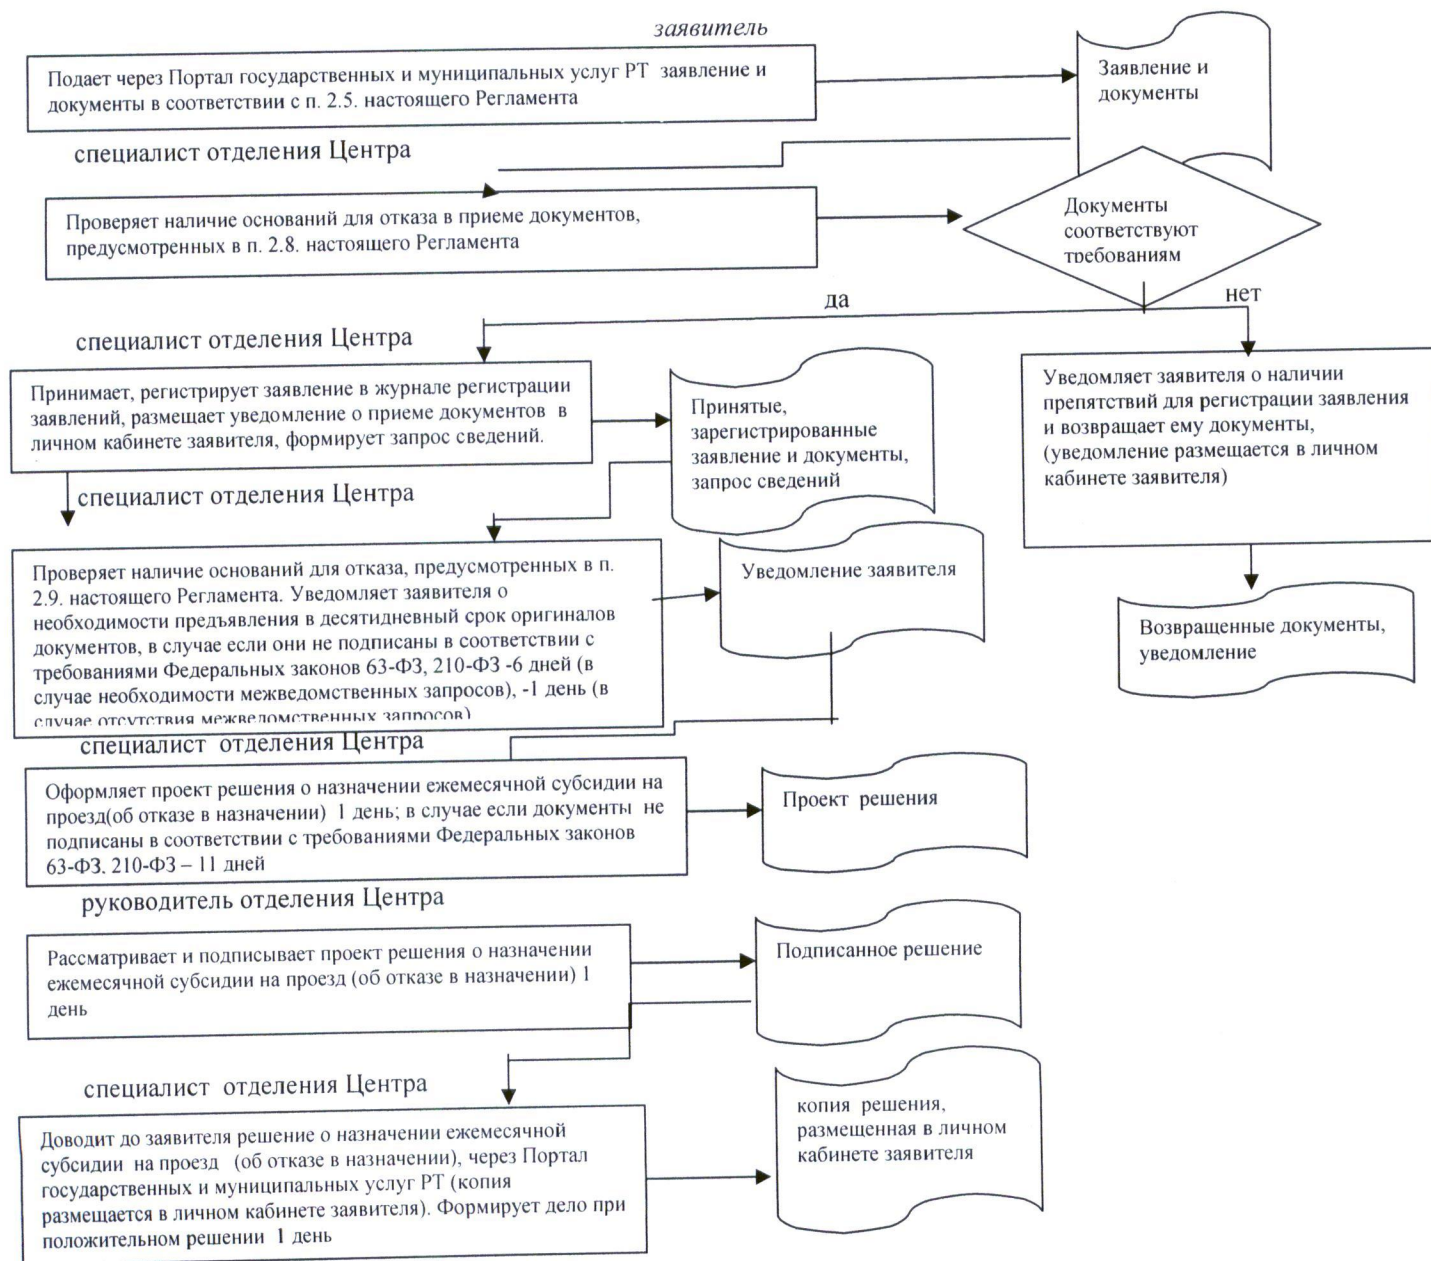 заявитель
Подает через Портал государственных и муниципальных услуг РТ заявление и
документы в соответствии с п. 2.5. настоящего Регламента
Заявление и
документы
специалист отделения Центра
Проверяет наличие оснований для отказа в приеме документов,
предусмотренных в п. 2.8. настоящего Регламента
Документы
соответствуют
требованиям
да
нет
специалист отделения Центра
Принимает, регистрирует заявление в журнале регистрации
заявлений, размещает уведомление о приеме документов в
личном кабинете заявителя, формирует запрос сведений.
Принятые,
зарегистрированные
заявление и документы,
запрос сведений
Уведомляет заявителя о наличии
препятствий для регистрации заявления
и возвращает ему документы,
(уведомление размещается в личном
кабинете заявителя)
специалист отделения Центра
Проверяет наличие оснований для отказа, предусмотренных в п.
2.9. настоящего Регламента. Уведомляет заявителя о
необходимости предъявления в десятидневный срок оригиналов
документов, в случае если они не подписаны в соответствии с
требованиями Федеральных законов 63-ФЗ, 210-ФЗ -6 дней (в
случае необходимости межведомственных запросов), -1 день (в
случае отсутствия межведомственных запросов)
Уведомление заявителя
Возвращенные документы,
уведомление
специалист отделения Центра
Оформляет проект решения о назначении ежемесячной субсидии на
проезд(об отказе в назначении) 1 день; в случае если документы не
подписаны в соответствии с требованиями Федеральных законов
63-ФЗ, 210-ФЗ – 11 дней
Проект решения
руководитель отделения Центра
Рассматривает и подписывает проект решения о назначении
ежемесячной субсидии на проезд (об отказе в назначении) 1
день
Подписанное решение
специалист отделения Центра
Доводит до заявителя решение о назначении ежемесячной
субсидии на проезд (об отказе в назначении), через Портал
государственных и муниципальных услуг РТ (копия
размещается в личном кабинете заявителя). Формирует дело при
положительном решении 1 день
копия решения,
размещенная в личном
кабинете заявителя